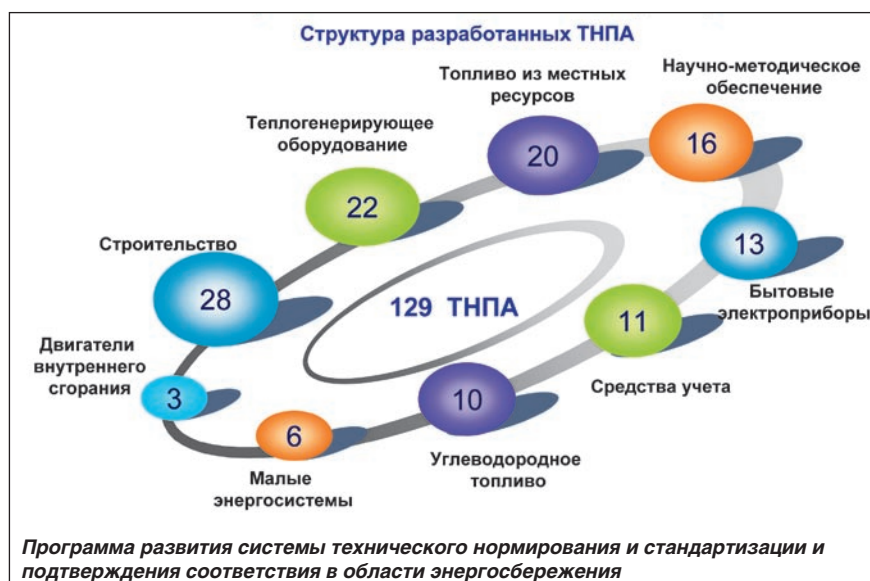 Структура разработанных ТНПА
Топливо из местных
ресурсов
20
Научно-методическое
обеспечение
16
Теплогенерирующее
оборудование
22
13
Бытовые
электроприборы
Строительство
28
129 ТНПА
11
Средства учета
Двигатели
внутреннего
сгорания
3
6
Малые
энергосистемы
10
Углеводородное
топливо
Программа развития системы технического нормирования и стандартизации и
подтверждения соответствия в области энергосбережения